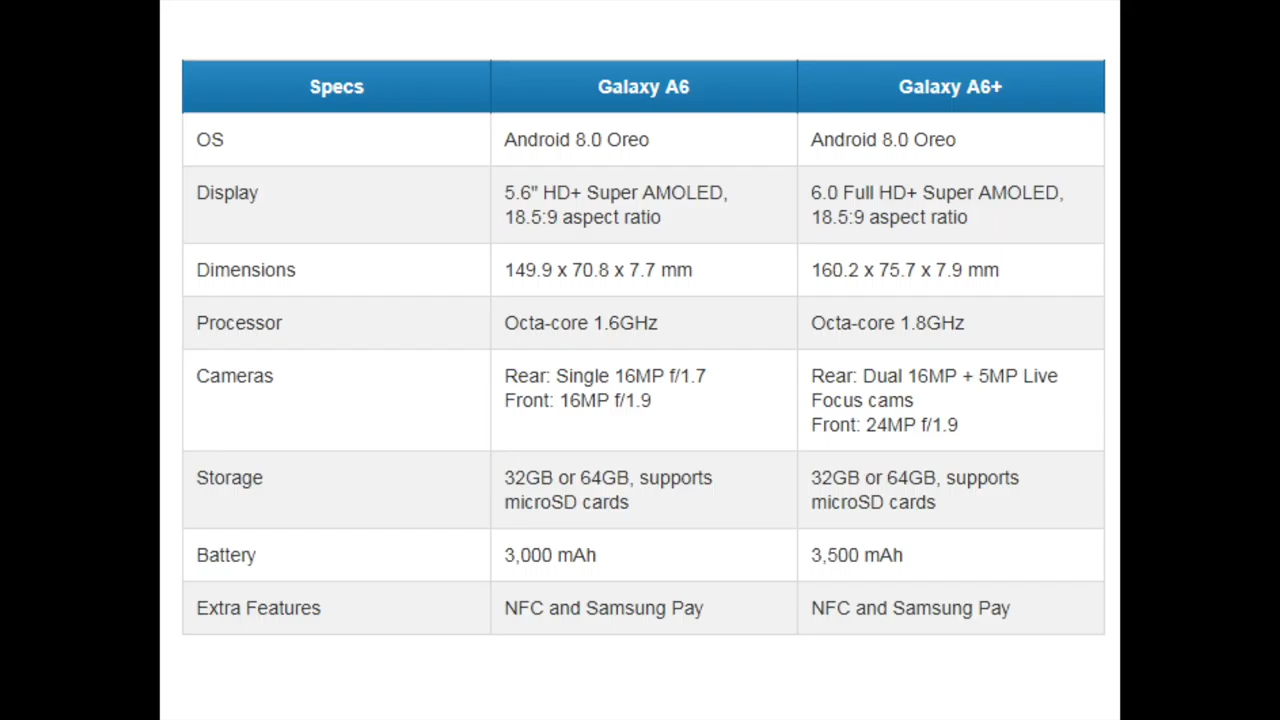 Specs Galaxy A6 Galaxy A6+
OS Android 8.0 Oreo Android 8.0 Oreo
Display 5.6" HD+ Super AMOLED, 6.0 Full HD+ Super AMOLED,
18.5:9 aspect ratio 18.5:9 aspect ratio
Dimensions 149.9 x 70.8 x 7.7 mm 160.2 x 75.7 x 7.9 mm
Processor Octa-core 1.6GHz Octa-core 1.8GHz
Cameras Rear: Single 16MP f/1.7 Rear: Dual 16MP + 5MP Live
Front: 16MP f/1.9 Focus cams
Front: 24MP f/1.9
Storage 32GB or 64GB, supports 32GB or 64GB, supports
microSD cards microSD cards
Battery 3,000 mAh 3,500 mAh
Extra Features NFC and Samsung Pay NFC and Samsung Pay